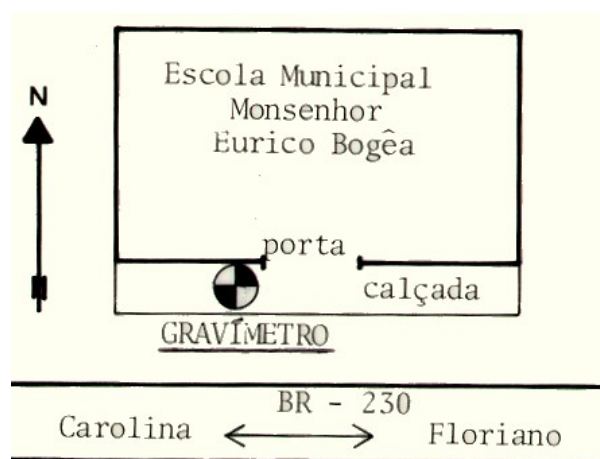 Escola Municipal
Monsenhor
Eurico Bogêa
N
porta
calçada
GRAVÍMETRO
BR - 230
Carolina
Floriano